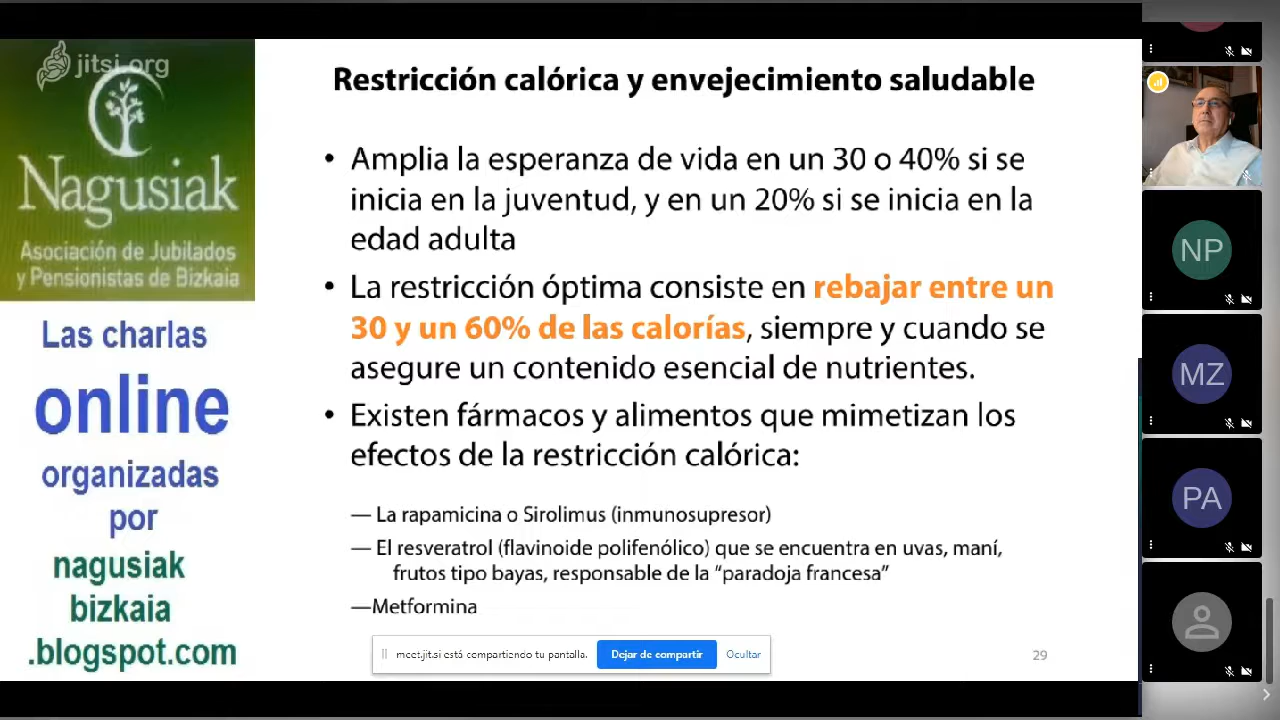 jitsi.org
Nagusiak
Asociación de Jubilados
y Pensionistas de Bizkaia
Las charlas
online
organizadas
por
nagusiak
bizkaia
.blogspot.com
Restricción calórica y envejecimiento saludable
• Amplia la esperanza de vida en un 30 o 40% si se
inicia en la juventud, y en un 20% si se inicia en la
edad adulta
• La restricción óptima consiste en rebajar entre un
30 y un 60% de las calorías, siempre y cuando se
asegure un contenido esencial de nutrientes.
• Existen fármacos y alimentos que mimetizan los
efectos de la restricción calórica:
— La rapamicina o Sirolimus (inmunosupresor)
— El resveratrol (flavinoide polifenólico) que se encuentra en uvas, maní,
frutos tipo bayas, responsable de la “paradoja francesa”
—Metformina
meet.jit.si está compartiendo tu pantalla.
Dejar de compartir
Ocultar
29
NP
MZ
PA